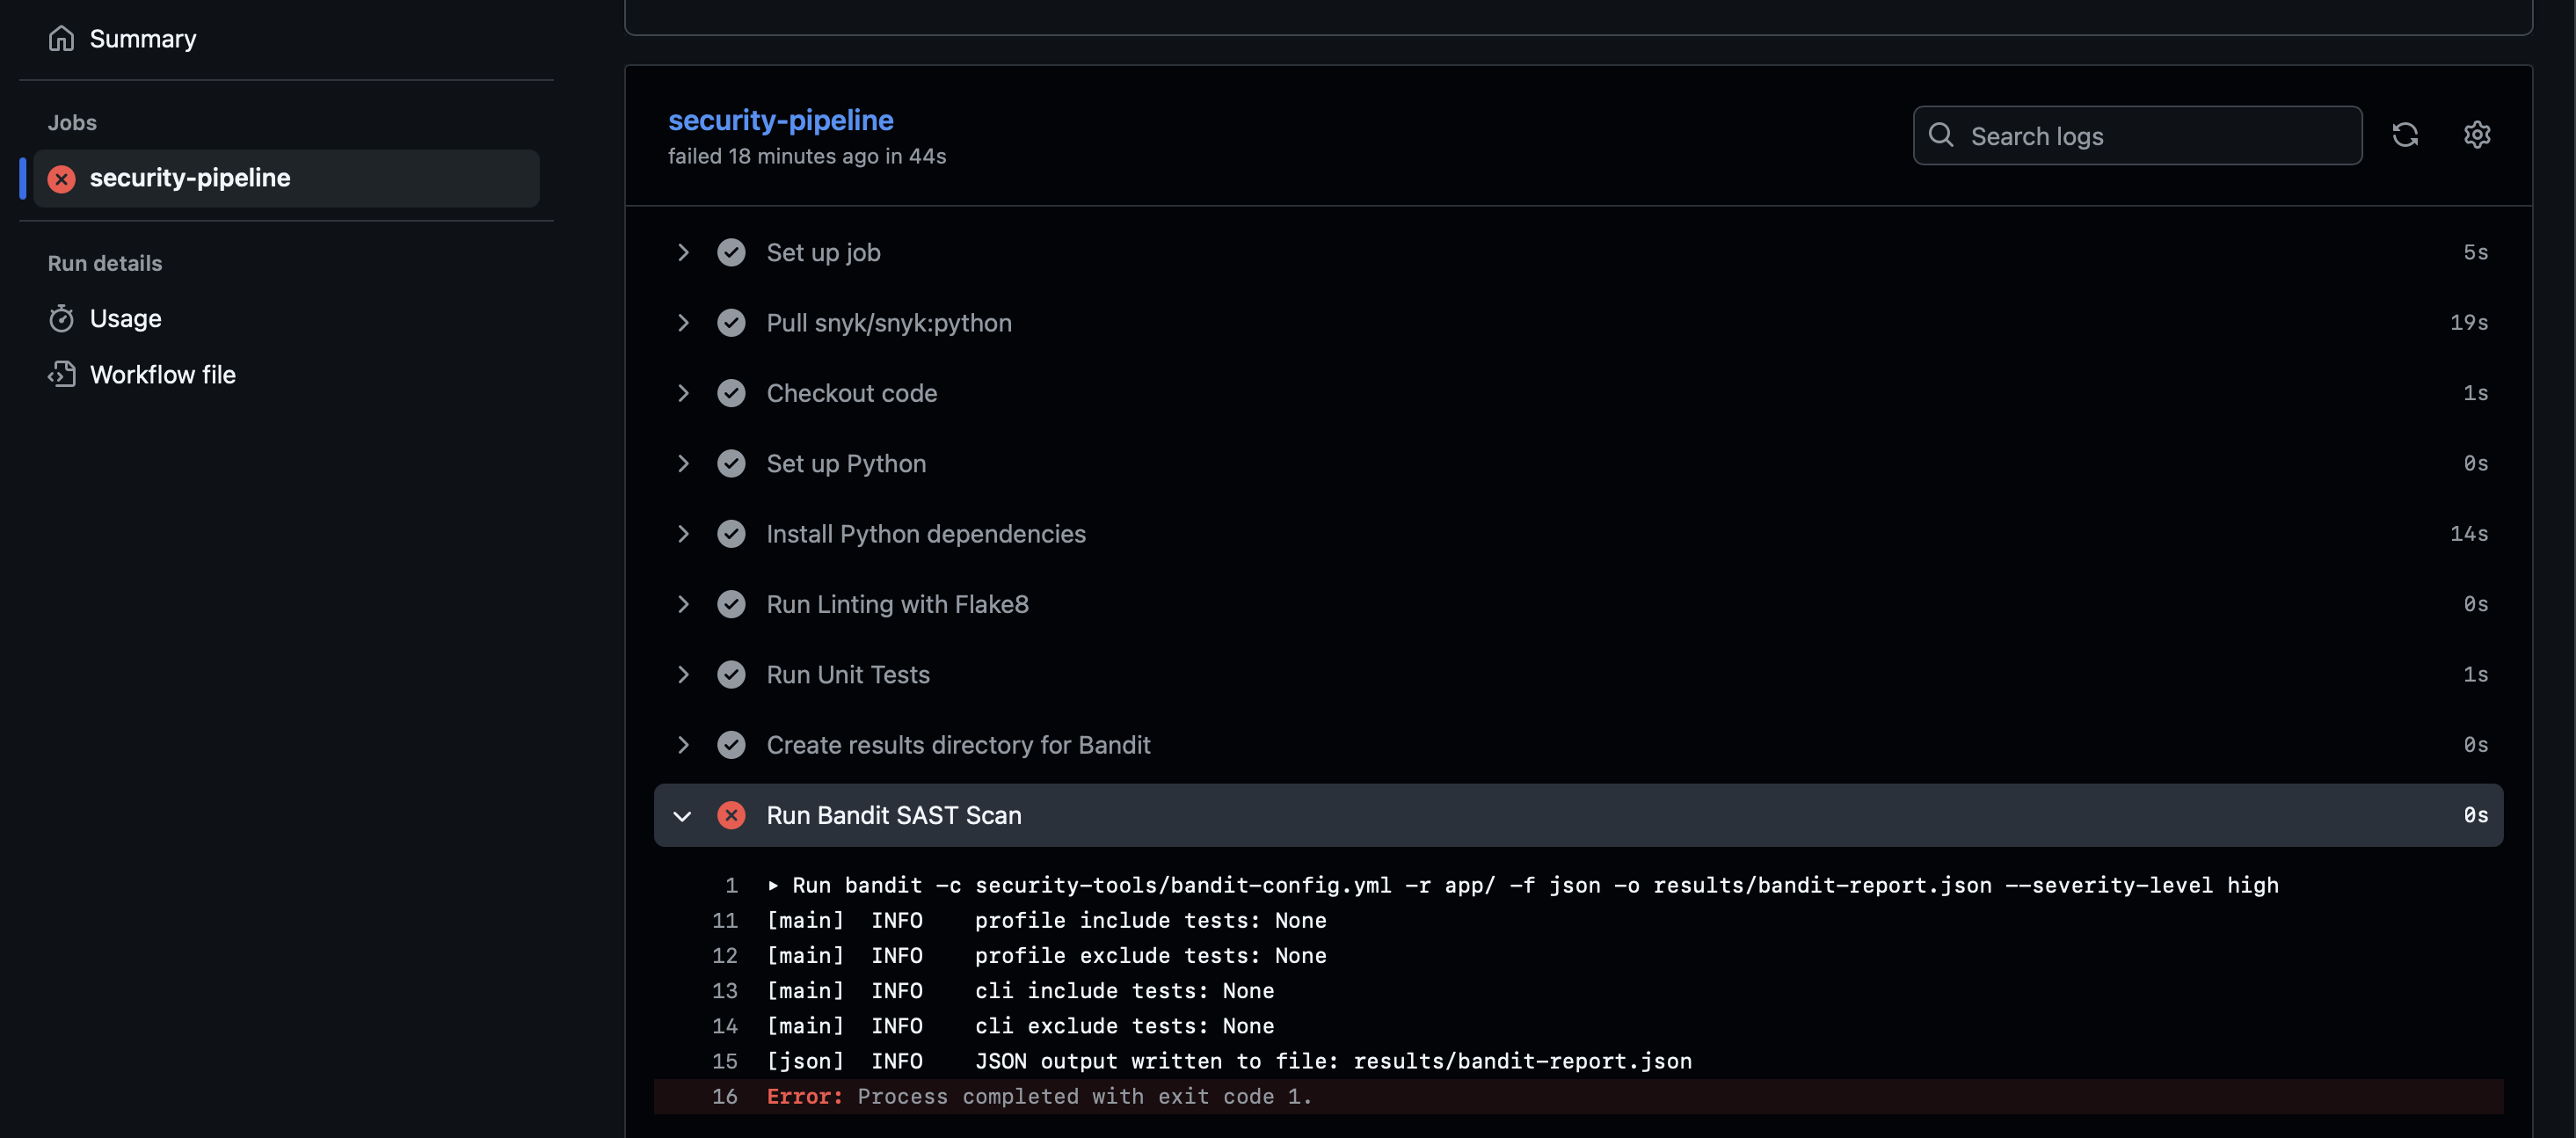 Summary
Jobs
security-pipeline
Run details
Usage
Workflow file
security-pipeline
failed 18 minutes ago in 44s
Search logs
Set up job 5s
Pull snyk/snyk:python 19s
Checkout code 1s
Set up Python 0s
Install Python dependencies 14s
Run Linting with Flake8 0s
Run Unit Tests 1s
Create results directory for Bandit 0s
Run Bandit SAST Scan 0s
1 ▸ Run bandit -c security-tools/bandit-config.yml -r app/ -f json -o results/bandit-report.json --severity-level high
11 [main] INFO profile include tests: None
12 [main] INFO profile exclude tests: None
13 [main] INFO cli include tests: None
14 [main] INFO cli exclude tests: None
15 [json] INFO JSON output written to file: results/bandit-report.json
16 Error: Process completed with exit code 1.